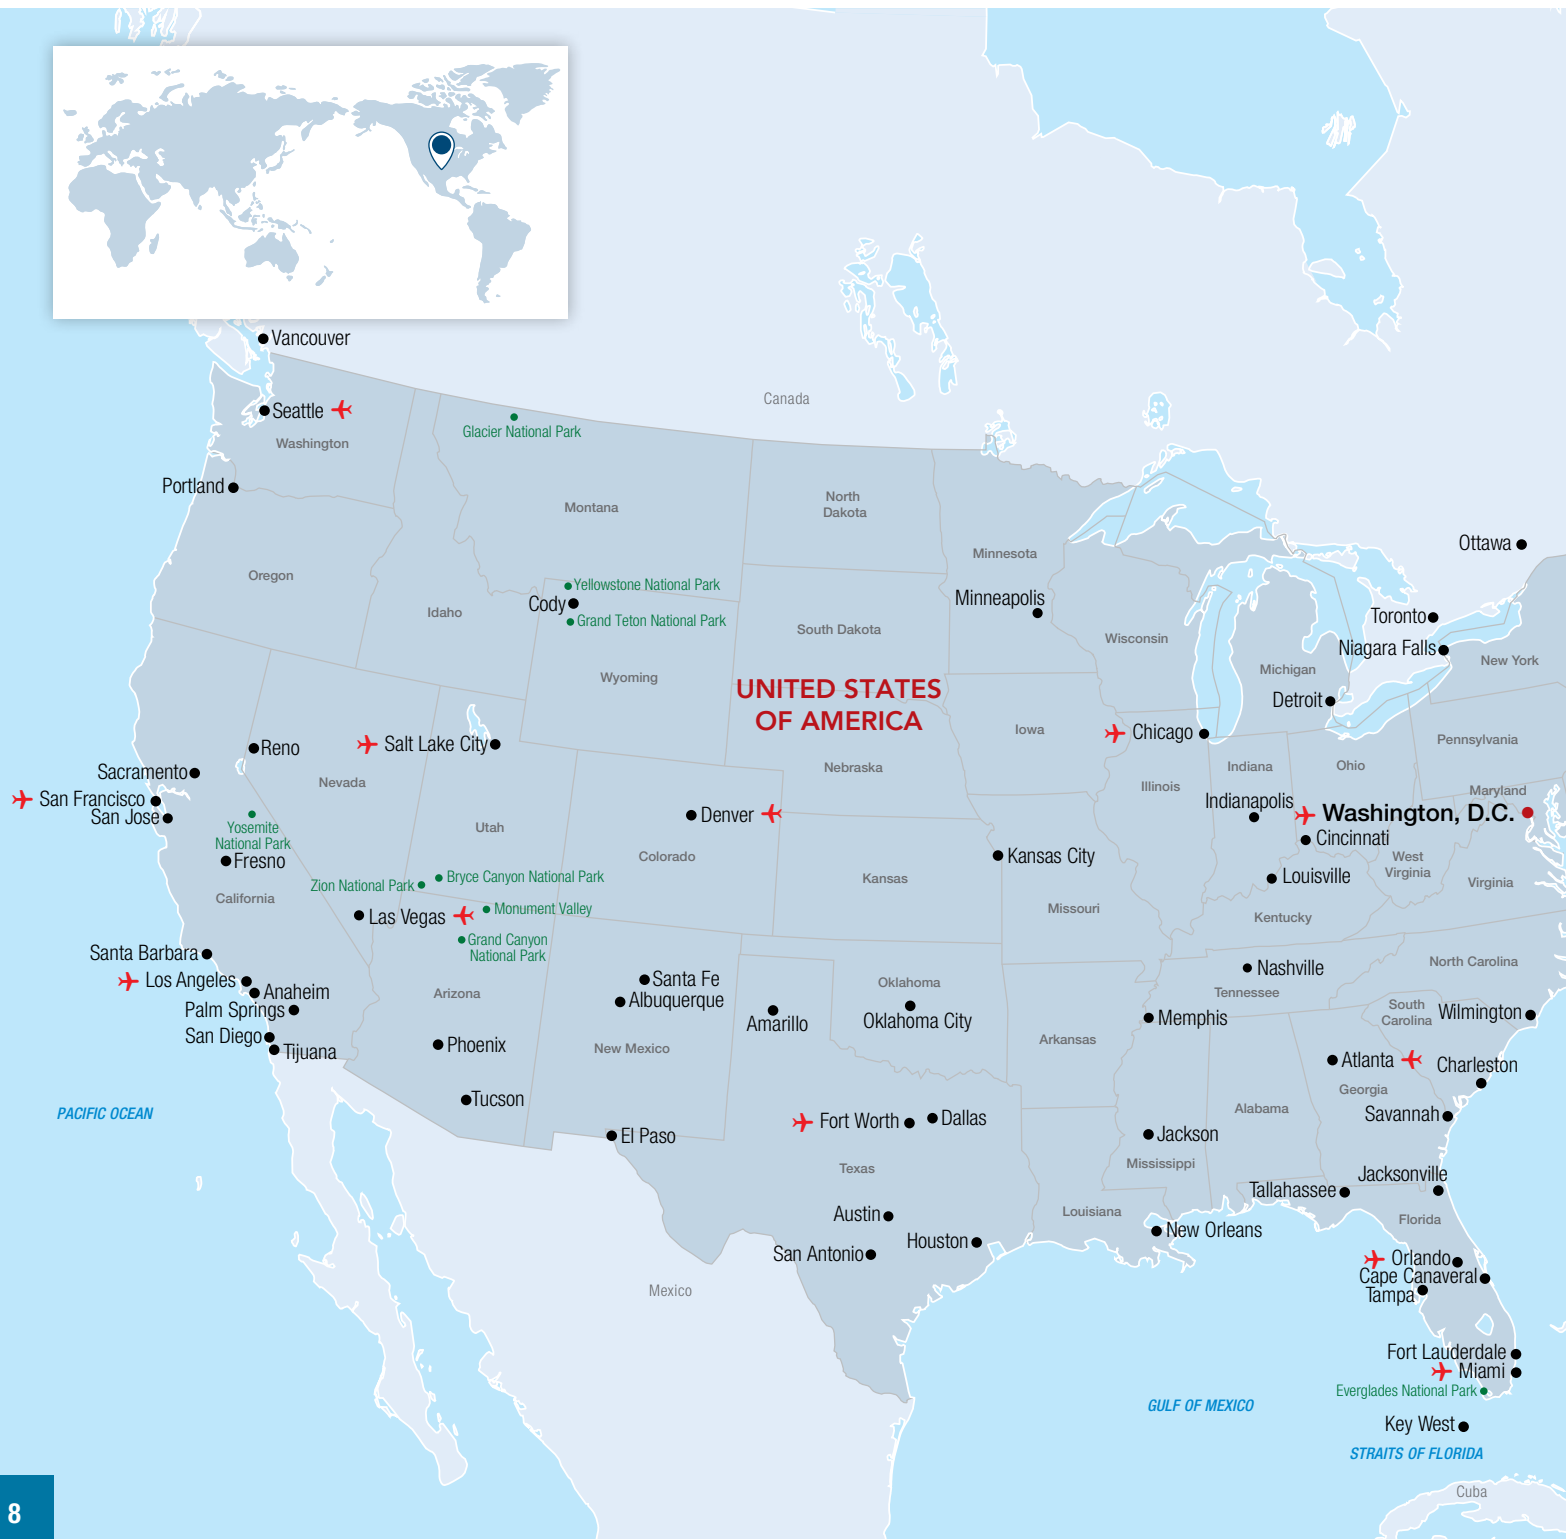 Vancouver
Canada
Seattle
Glacier National Park
Washington
Portland
Montana
North
Dakota
Minnesota
Ottawa
Oregon
Yellowstone National Park
Cody
Idaho
Grand Teton National Park
Minneapolis
South Dakota
Wisconsin
Toronto
Niagara Falls
New York
Michigan
Wyoming
UNITED STATES
OF AMERICA
Detroit
Iowa
Reno
Salt Lake City
Chicago
Pennsylvania
Sacramento
Nevada
Nebraska
Indiana
Ohio
San Francisco
San Jose
Illinois
Indianapolis
Maryland
Yosemite
National Park
Utah
Denver
Washington, D.C.
Cincinnati
Fresno
Colorado
Kansas City
West
Virginia
Zion National Park
Bryce Canyon National Park
Kansas
Louisville
Virginia
California
Las Vegas
Monument Valley
Missouri
Kentucky
Grand Canyon
National Park
Santa Barbara
Los Angeles
Anaheim
Palm Springs
San Diego
Tijuana
Arizona
Santa Fe
Albuquerque
Amarillo
Oklahoma
Oklahoma City
Nashville
Tennessee
North Carolina
South
Carolina
Wilmington
Memphis
Phoenix
New Mexico
Arkansas
Atlanta
Charleston
Georgia
Tucson
PACIFIC OCEAN
Fort Worth
Dallas
Alabama
Savannah
El Paso
Jackson
Texas
Mississippi
Jacksonville
Tallahassee
Austin
Louisiana
Florida
New Orleans
Houston
San Antonio
Orlando
Cape Canaveral
Tampa
Mexico
Fort Lauderdale
Miami
Everglades National Park
GULF OF MEXICO
Key West
STRAITS OF FLORIDA
Cuba
8